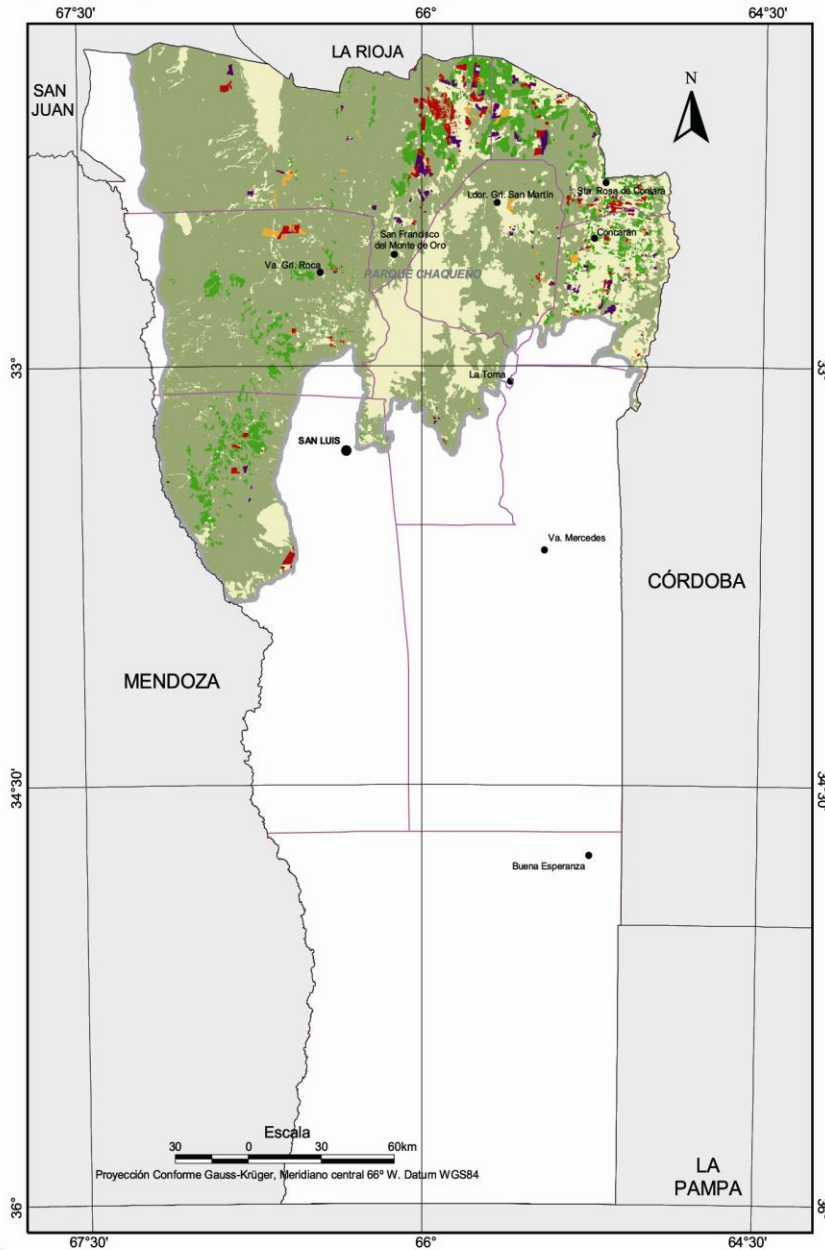 67°30'
66°
64°30'
LA RIOJA
SAN
JUAN
N
Sta. Rosa de Conlara
Ldor. Grl. San Martín
Concarán
San Francisco
del Monte de Oro
Va. Grl. Roca
PARQUE CHAQUEÑO
33°
33°
La Toma
SAN LUIS
Va. Mercedes
CÓRDOBA
MENDOZA
34°30'
34°30'
Buena Esperanza
Escala
30 0 30 60km
Proyección Conforme Gauss-Krüger, Meridiano central 66º W. Datum WGS84
LA
PAMPA
36°
36°
67°30'
66°
64°30'